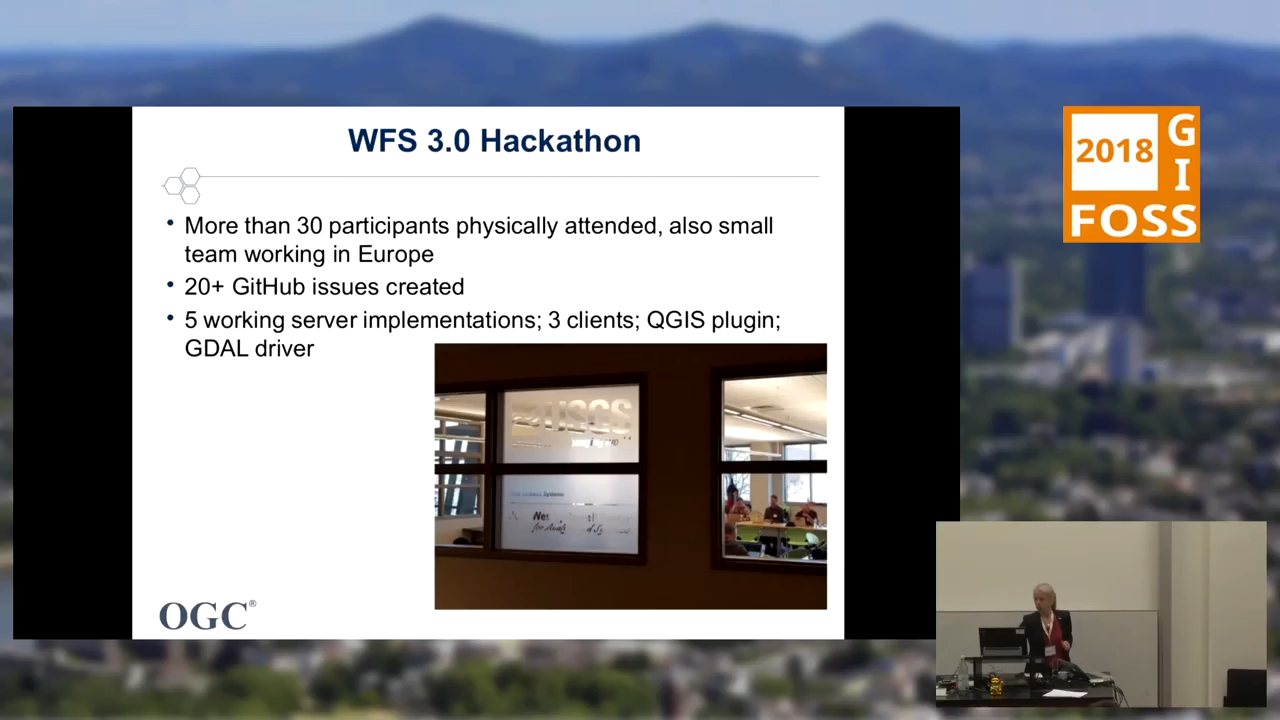 WFS 3.0 Hackathon
• More than 30 participants physically attended, also small
team working in Europe
• 20+ GitHub issues created
• 5 working server implementations; 3 clients; QGIS plugin;
GDAL driver
USGS
OGC®
2018
G
I
FOSS